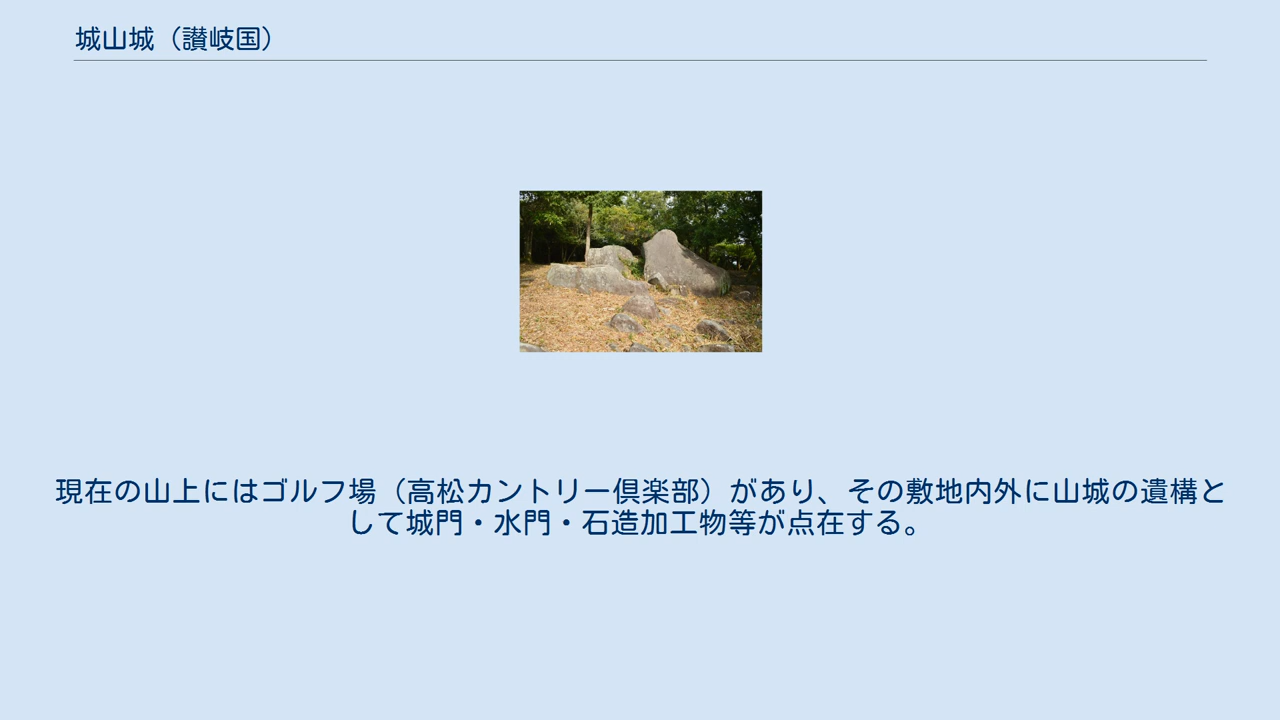 城山城（讃岐国）
現在の山上にはゴルフ場（高松カントリー倶楽部）があり、その敷地内外に山城の遺構と
して城門・水門・石造加工物等が点在する。